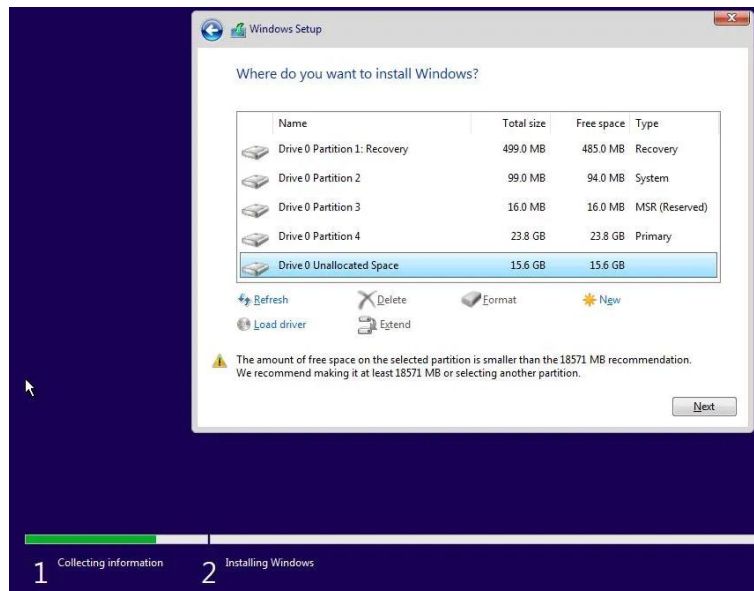 Windows Setup
Where do you want to install Windows?
Name Total size Free space Type
Drive 0 Partition 1: Recovery 499.0 MB 485.0 MB Recovery
Drive 0 Partition 2 99.0 MB 94.0 MB System
Drive 0 Partition 3 16.0 MB 16.0 MB MSR (Reserved)
Drive 0 Partition 4 23.8 GB 23.8 GB Primary
Drive 0 Unallocated Space 15.6 GB 15.6 GB
Refresh Delete Format New
Load driver Extend
The amount of free space on the selected partition is smaller than the 18571 MB recommendation.
We recommend making it at least 18571 MB or selecting another partition.
Next
1 Collecting information 2 Installing Windows